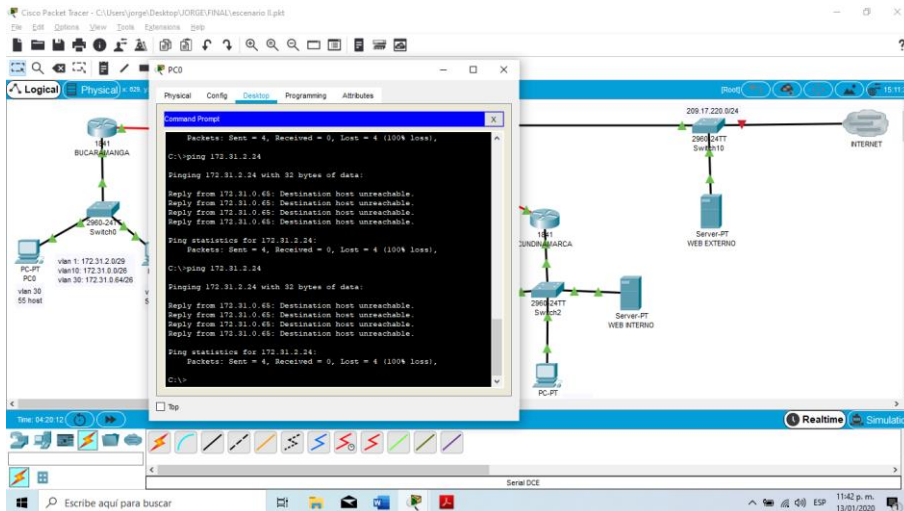 Cisco Packet Tracer - C:\Users\jorge\Desktop\JORGE\FINAL\escenario II.pkt
File Edit Options View Tools Extensions Help
?
PC0
Logical
Physical
[Root]
15:11:
Physical Config Desktop Programming Attributes
Command Prompt
X
Packets: Sent = 4, Received = 0, Lost = 4 (100% loss),
C:\>ping 172.31.2.24
Pinging 172.31.2.24 with 32 bytes of data:
Reply from 172.31.0.65: Destination host unreachable.
Reply from 172.31.0.65: Destination host unreachable.
Reply from 172.31.0.65: Destination host unreachable.
Reply from 172.31.0.65: Destination host unreachable.
Ping statistics for 172.31.2.24:
Packets: Sent = 4, Received = 0, Lost = 4 (100% loss),
C:\>ping 172.31.2.24
Pinging 172.31.2.24 with 32 bytes of data:
Reply from 172.31.0.65: Destination host unreachable.
Reply from 172.31.0.65: Destination host unreachable.
Reply from 172.31.0.65: Destination host unreachable.
Reply from 172.31.0.65: Destination host unreachable.
Ping statistics for 172.31.2.24:
Packets: Sent = 4, Received = 0, Lost = 4 (100% loss),
C:\>
Top
1841
BUCARAMANGA
2960-24TT
Switch0
PC-PT
PC0
vlan 30
55 host
vlan 1: 172.31.2.0/29
vlan10: 172.31.0.0/26
vlan 30: 172.31.0.64/26
209.17.220.0/24
2960-24TT
Switch10
INTERNET
Server-PT
WEB EXTERNO
1841
CUNDINAMARCA
2960-24TT
Switch2
Server-PT
WEB INTERNO
PC-PT
Time: 04:20:12
Realtime
Simulatic
Serial DCE
Escribe aquí para buscar
ESP
11:42 p. m.
13/01/2020